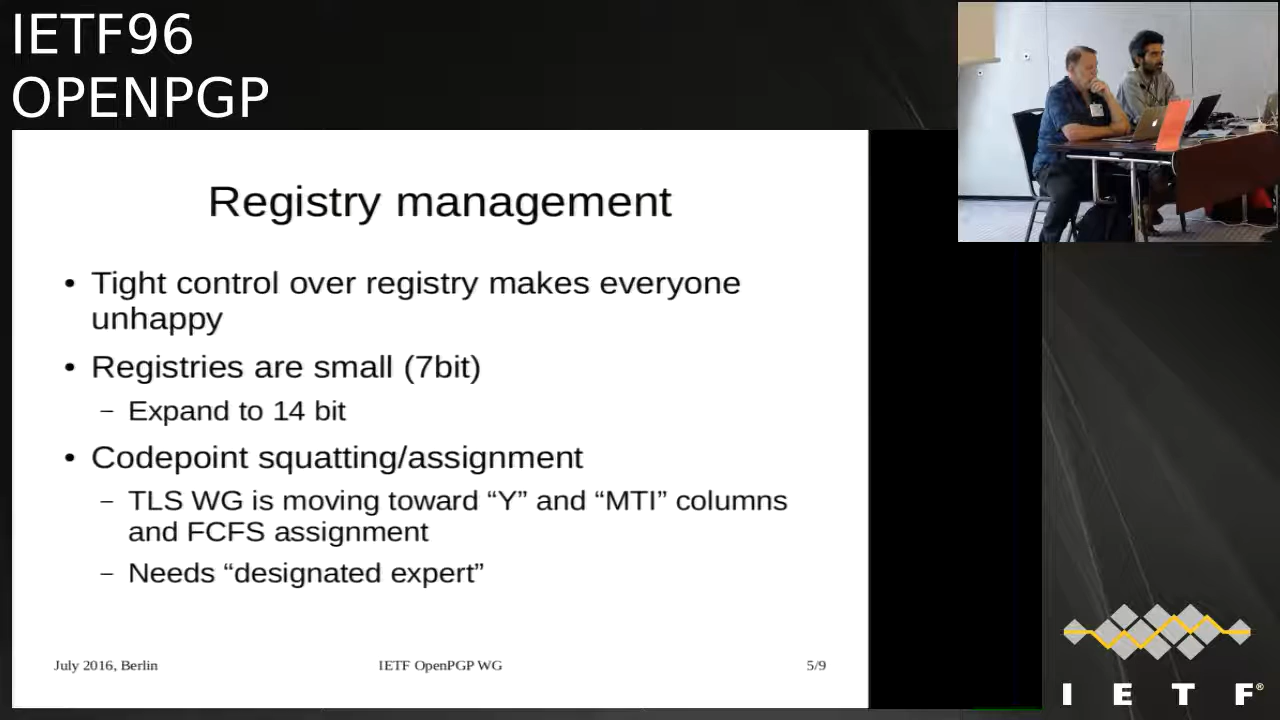 IETF96
OPENPGP
Registry management
• Tight control over registry makes everyone
unhappy
• Registries are small (7bit)
– Expand to 14 bit
• Codepoint squatting/assignment
– TLS WG is moving toward “Y” and “MTI” columns
and FCFS assignment
– Needs “designated expert”
July 2016, Berlin IETF OpenPGP WG 5/9
I E T F®